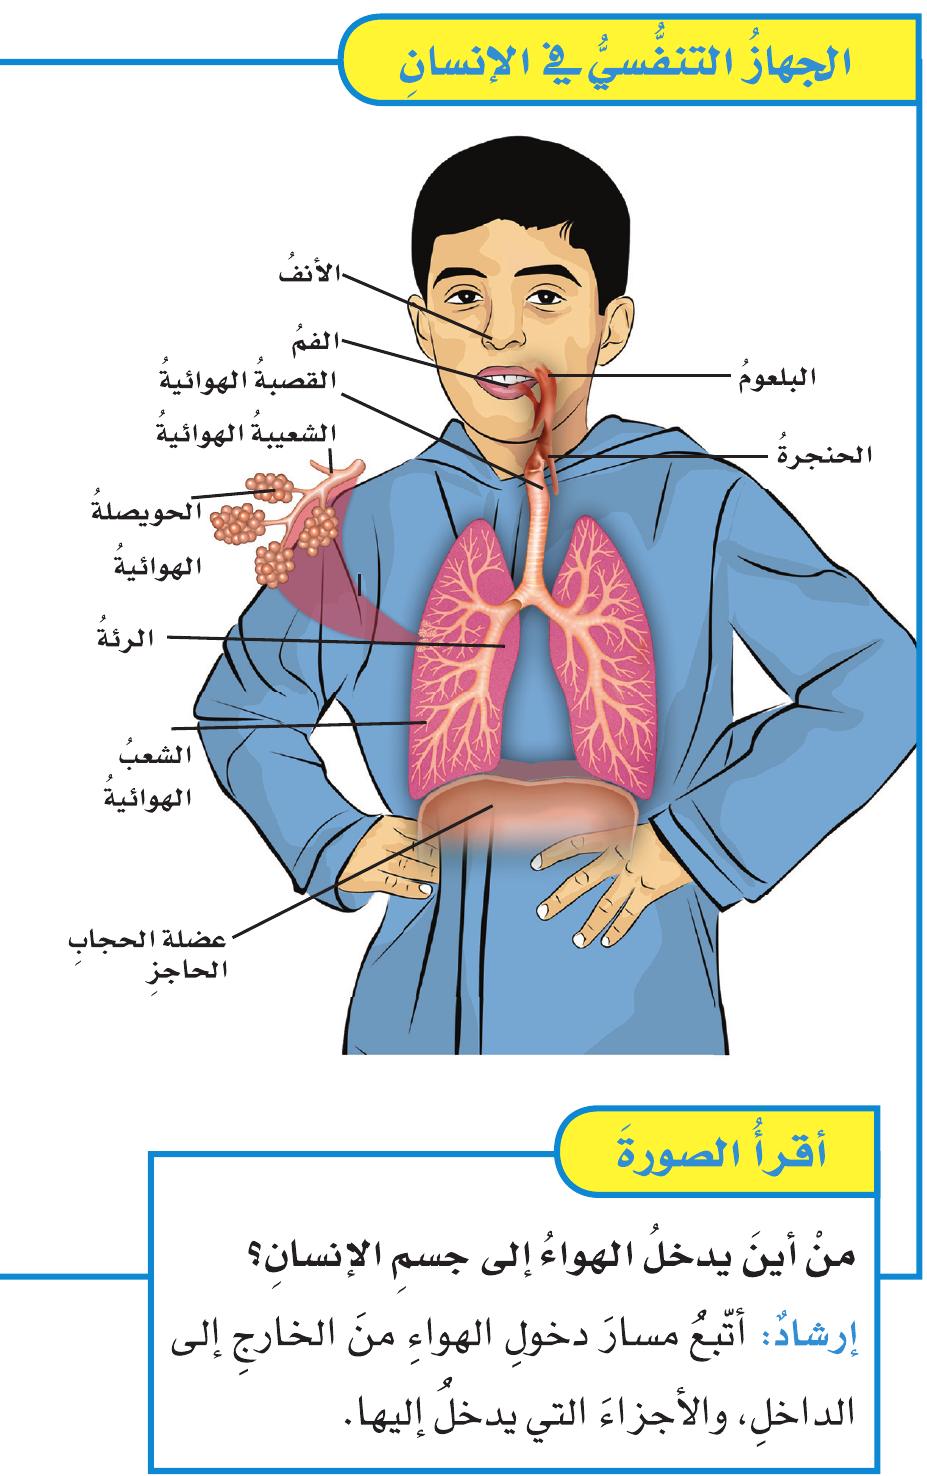 الجهازُ التنفُّسيُّ في الإنسانِ
الأنفُ
الفمُ
القصبةُ الهوائيةُ
البلعومُ
الشعيبةُ الهوائيةُ
الحنجرةُ
الحويصلةُ
الهوائيةُ
الرئةُ
الشعبُ
الهوائيةُ
عضلة الحجابِ
الحاجزِ
أقرأُ الصورةَ
منْ أينَ يدخلُ الهواءُ إلى جسمِ الإنسانِ؟
إرشادٌ: أتّبعُ مسارَ دخولِ الهواءِ منَ الخارجِ إلى
الداخلِ، والأجزاءَ التي يدخلُ إليها.